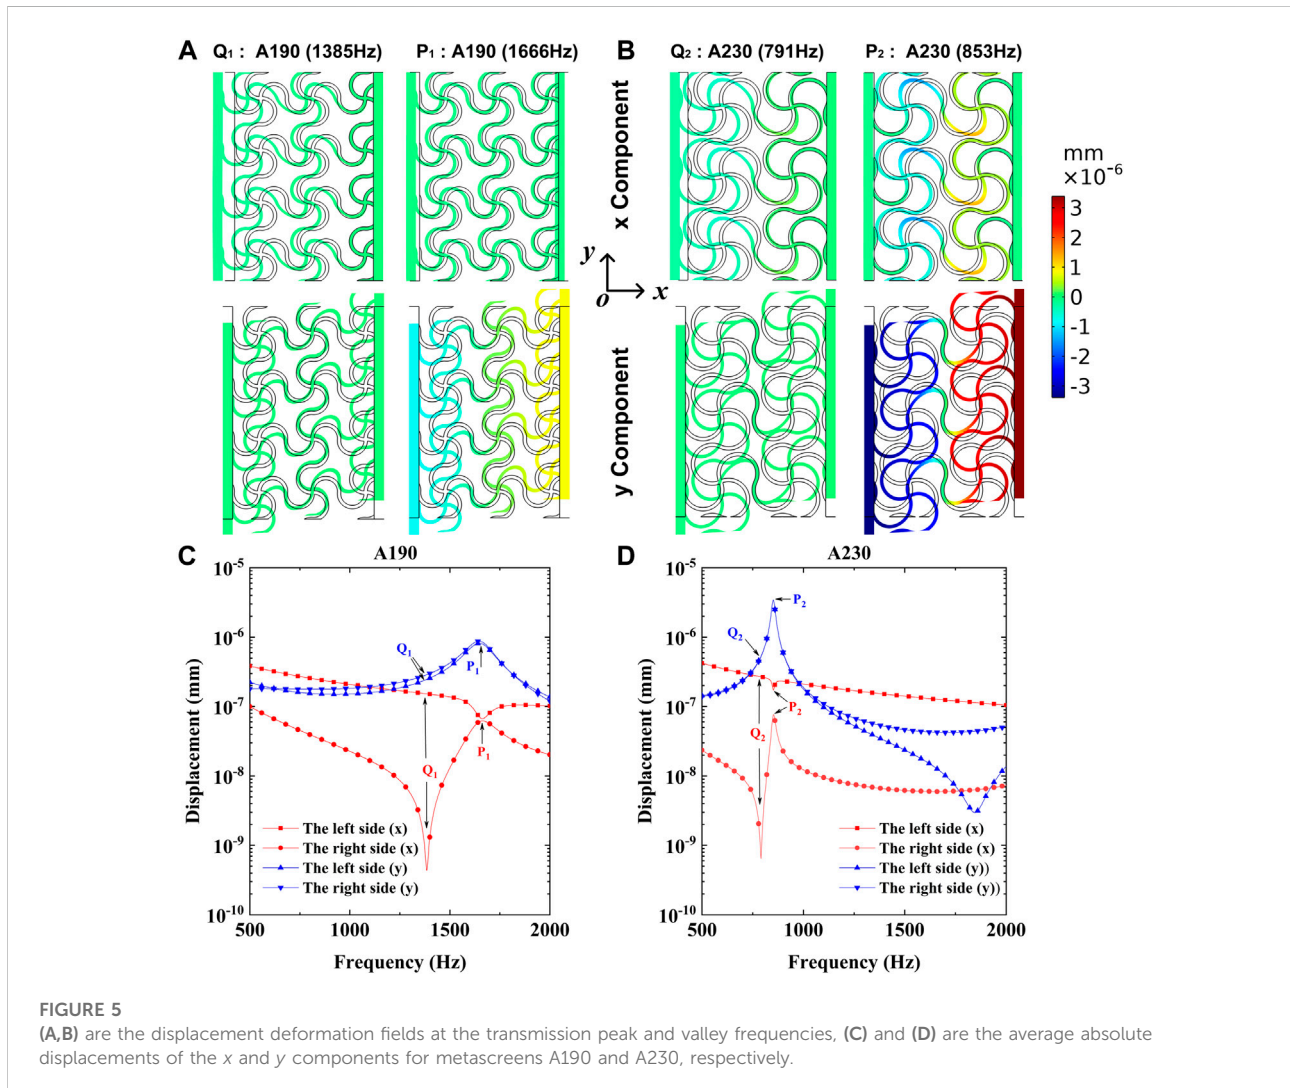 A
Q1 : A190 (1385Hz)
P1 : A190 (1666Hz)
B
Q2 : A230 (791Hz)
P2 : A230 (853Hz)
x Component
y Component
y
o
x
mm
×10-6
3
2
1
0
-1
-2
-3
C
A190
10-5
10-6
10-7
10-8
10-9
10-10
Displacement (mm)
Q1
P1
P1
Q1
The left side (x)
The right side (x)
The left side (y)
The right side (y)
500
1000
1500
2000
Frequency (Hz)
D
A230
10-5
10-6
10-7
10-8
10-9
10-10
Displacement (mm)
P2
Q2
P2
Q2
The left side (x)
The right side (x)
The left side (y))
The right side (y))
500
1000
1500
2000
Frequency (Hz)
FIGURE 5
(A,B) are the displacement deformation fields at the transmission peak and valley frequencies, (C) and (D) are the average absolute
displacements of the x and y components for metascreens A190 and A230, respectively.